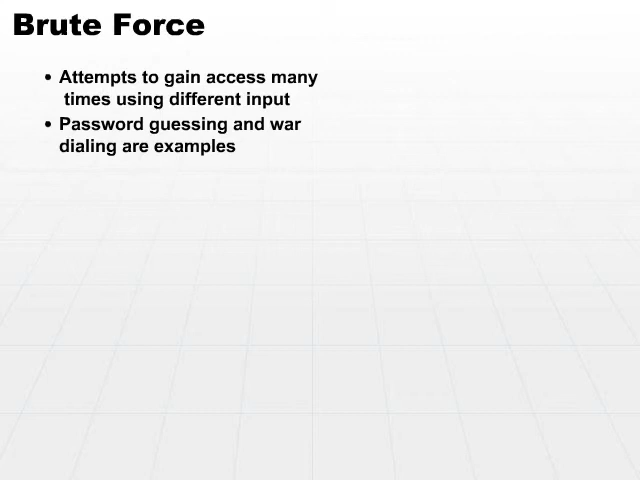 Brute Force
• Attempts to gain access many
times using different input
• Password guessing and war
dialing are examples